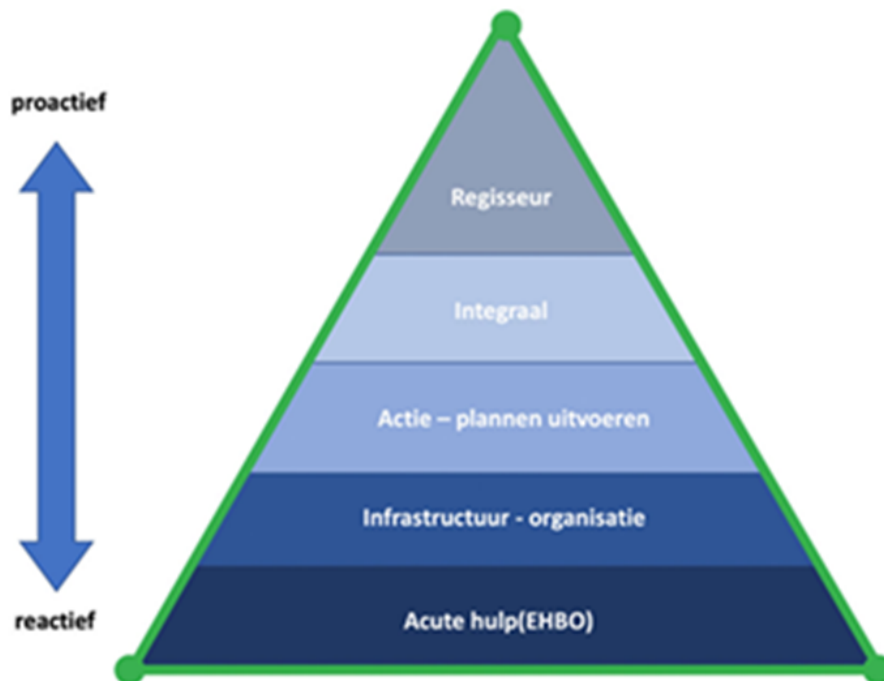 proactief
Regisseur
Integraal
Actie – plannen uitvoeren
Infrastructuur - organisatie
Acute hulp(EHBO)
reactief